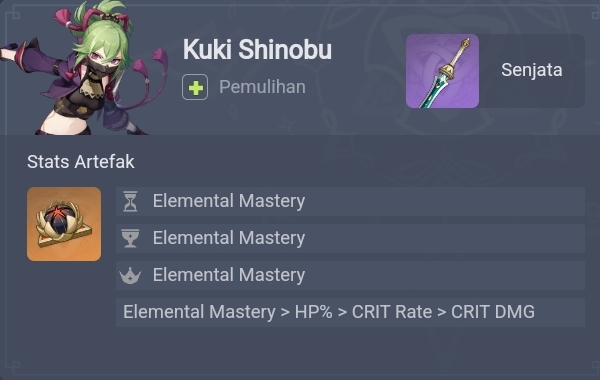 Kuki Shinobu
Pemulihan
Senjata
Stats Artefak
Elemental Mastery
Elemental Mastery
Elemental Mastery
Elemental Mastery > HP% > CRIT Rate > CRIT DMG